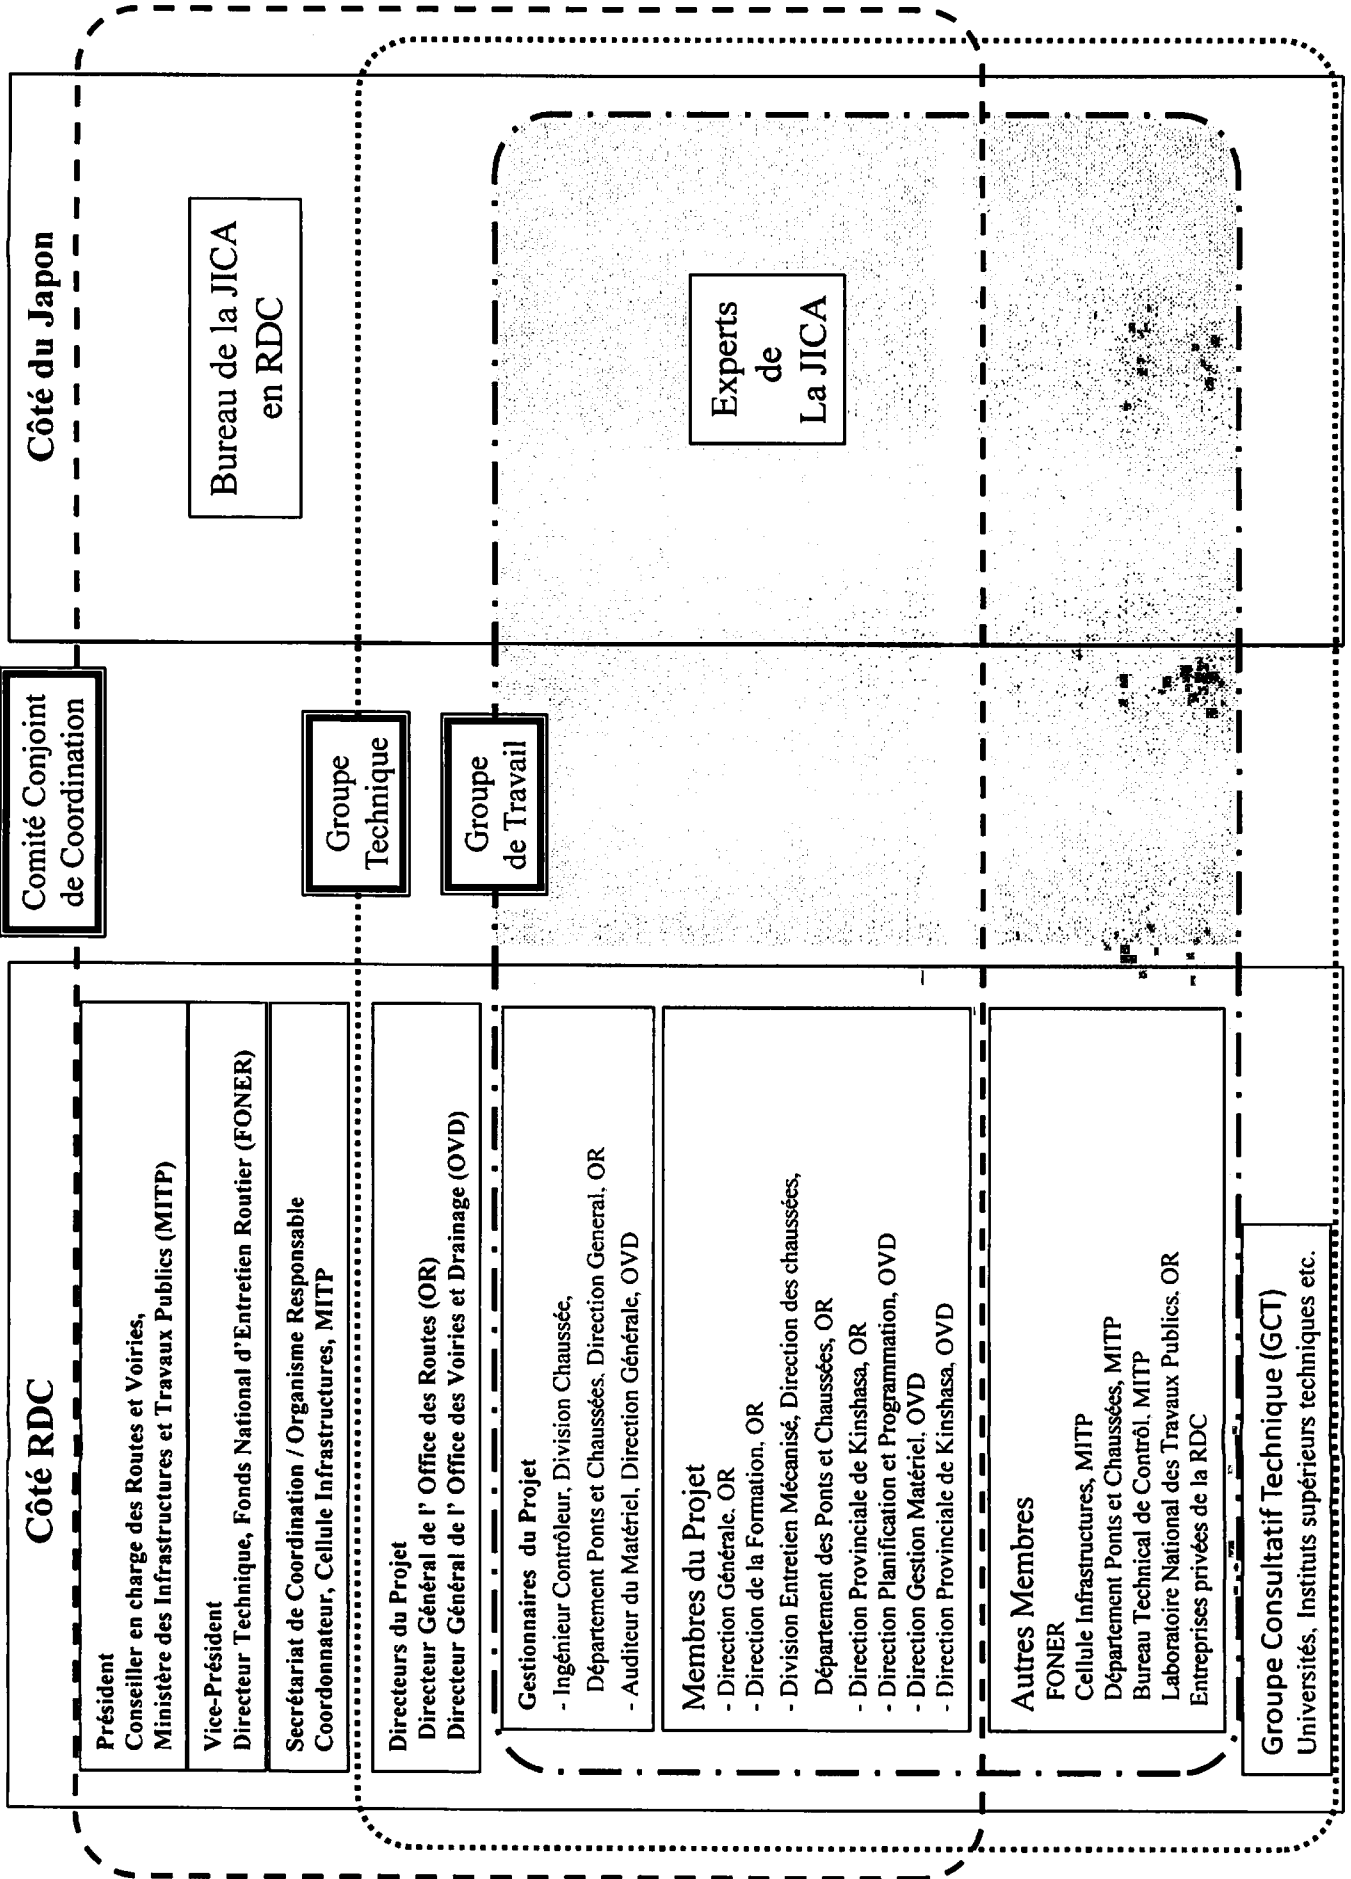 Côté RDC
Président
Conseiller en charge des Routes et Voiries,
Ministère des Infrastructures et Travaux Publics (MITP)
Vice-Président
Directeur Technique, Fonds National d'Entretien Routier (FONER)
Secrétariat de Coordination / Organisme Responsable
Coordonnateur, Cellule Infrastructures, MITP
Directeurs du Projet
Directeur Général de l' Office des Routes (OR)
Directeur Général de l' Office des Voiries et Drainage (OVD)
Gestionnaires du Projet
- Ingénieur Contrôleur, Division Chaussée,
Département Ponts et Chaussées, Direction General, OR
- Auditeur du Matériel, Direction Générale, OVD
Membres du Projet
- Direction Générale. OR
- Direction de la Formation, OR
- Division Entretien Mécanisé, Direction des chaussées,
Département des Ponts et Chaussées, OR
- Direction Provinciale de Kinshasa, OR
- Direction Planification et Programmation, OVD
- Direction Gestion Matériel. OVD
- Direction Provinciale de Kinshasa, OVD
Autres Membres
FONER
Cellule Infrastructures, MITP
Département Ponts et Chaussées, MITP
Bureau Technical de Contrôl. MITP
Laboratoire National des Travaux Publics. OR
Entreprises privées de la RDC
Groupe Consultatif Technique (GCT)
Universités, Instituts supérieurs techniques etc.
Comité Conjoint
de Coordination
Groupe
Technique
Groupe
de Travail
Côté du Japon
Bureau de la JICA
en RDC
Experts
de
La JICA